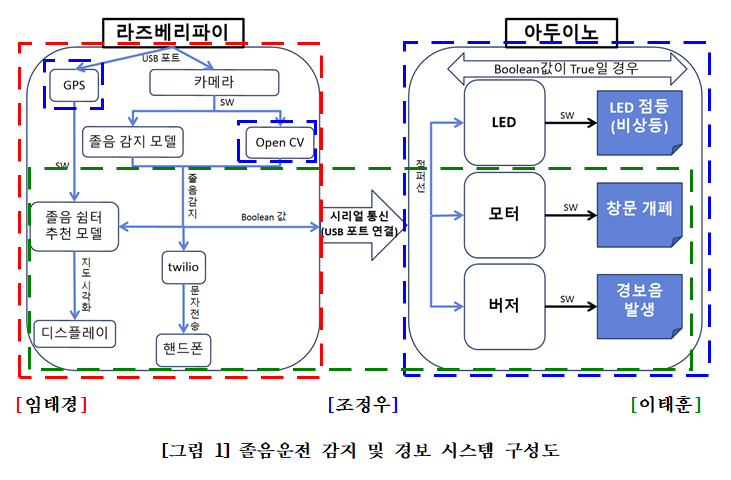 라즈베리파이
아두이노
USB 포트
GPS
카메라
SW
졸음 감지 모델
Open CV
SW
졸음감지
졸음 쉼터
추천 모델
Boolean 값
twilio
지도 시각화
문자전송
디스플레이
핸드폰
시리얼 통신
(USB 포트 연결)
Boolean값이 True일 경우
점퍼선
LED
SW
LED 점등
(비상등)
모터
SW
창문 개폐
버저
SW
경보음
발생
[임태경]
[조정우]
[이태훈]
[그림 1] 졸음운전 감지 및 경보 시스템 구성도